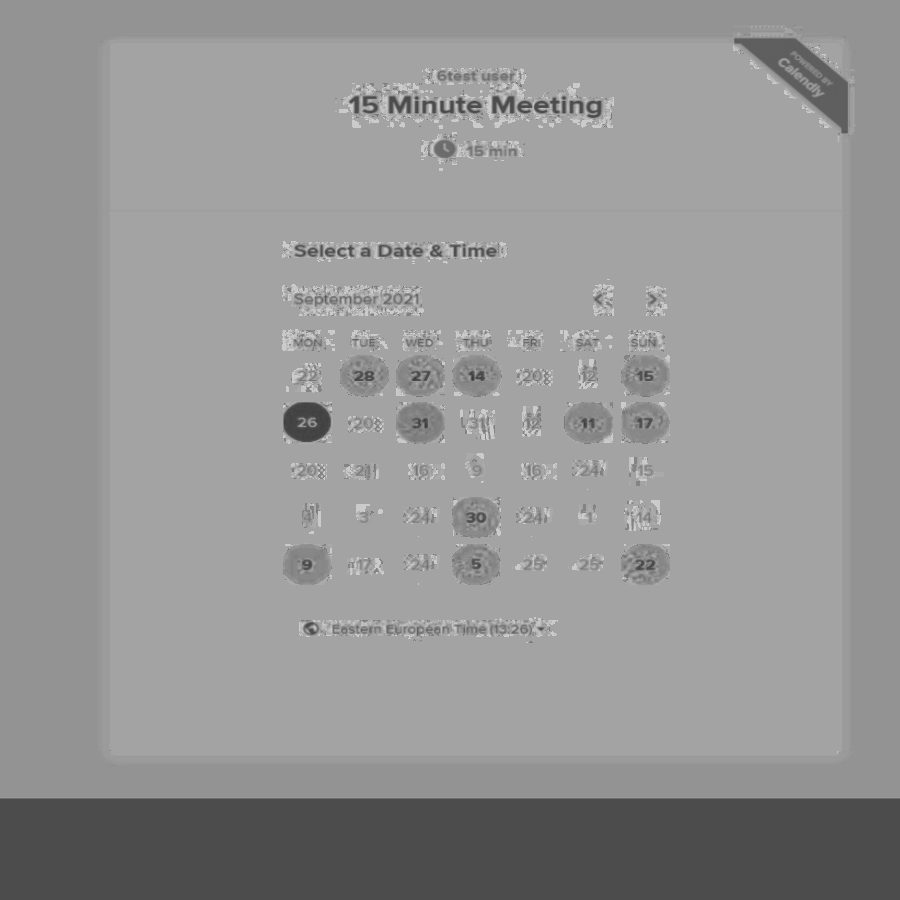 6test user
POWERED BY
Calendly
15 Minute Meeting
15 min
Select a Date & Time
September 2021
MON TUE WED THU FRI SAT SUN
22 28 27 14 20 12 15
26 20 31 31 12 11 17
20 21 16 9 16 24 15
3 24 30 24 1 14
9 17 24 5 25 25 22
Eastern European Time (13:26)